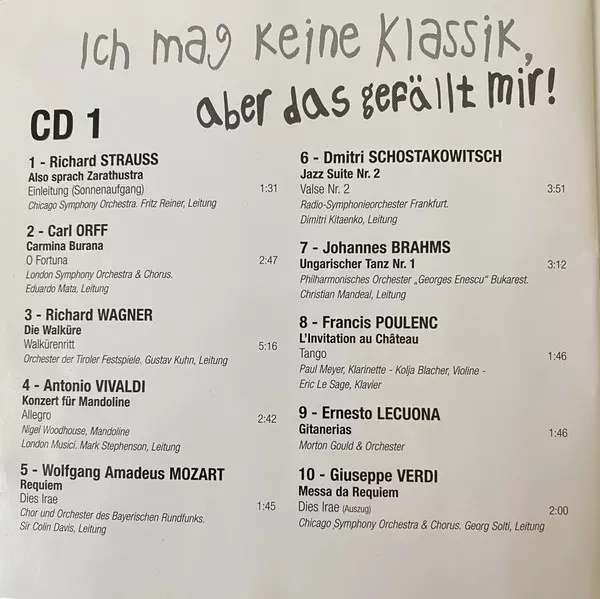 Ich mag keine Klassik,
aber das gefällt mir!
CD 1
1 - Richard STRAUSS
Also sprach Zarathustra
Einleitung (Sonnenaufgang) 1:31
Chicago Symphony Orchestra. Fritz Reiner, Leitung
2 - Carl ORFF
Carmina Burana
O Fortuna 2:47
London Symphony Orchestra & Chorus.
Eduardo Mata, Leitung
3 - Richard WAGNER
Die Walküre
Walkürenritt 5:16
Orchester der Tiroler Festspiele. Gustav Kuhn, Leitung
4 - Antonio VIVALDI
Konzert für Mandoline
Allegro 2:42
Nigel Woodhouse, Mandoline
London Musici. Mark Stephenson, Leitung
5 - Wolfgang Amadeus MOZART
Requiem
Dies Irae 1:45
Chor und Orchester des Bayerischen Rundfunks.
Sir Colin Davis, Leitung
6 - Dmitri SCHOSTAKOWITSCH
Jazz Suite Nr. 2
Valse Nr. 2 3:51
Radio-Symphonieorchester Frankfurt.
Dimitri Kitaenko, Leitung
7 - Johannes BRAHMS
Ungarischer Tanz Nr. 1 3:12
Philharmonisches Orchester „Georges Enescu" Bukarest.
Christian Mandeal, Leitung
8 - Francis POULENC
L'Invitation au Château
Tango 1:46
Paul Meyer, Klarinette - Kolja Blacher, Violine -
Eric Le Sage, Klavier
9 - Ernesto LECUONA
Gitanerias 1:46
Morton Gould & Orchester
10 - Giuseppe VERDI
Messa da Requiem
Dies Irae (Auszug) 2:00
Chicago Symphony Orchestra & Chorus. Georg Solti, Leitung